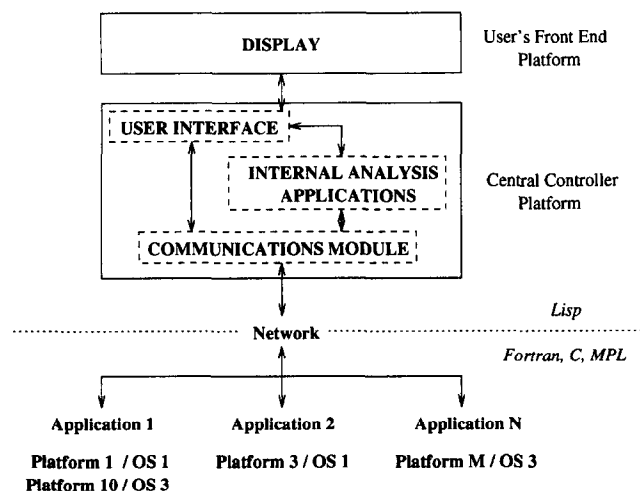 DISPLAY
User's Front End
Platform
USER INTERFACE
INTERNAL ANALYSIS
APPLICATIONS
COMMUNICATIONS MODULE
Central Controller
Platform
Lisp
Network
Fortran, C, MPL
Application 1
Application 2
Application N
Platform 1 / OS 1
Platform 3 / OS 1
Platform M / OS 3
Platform 10 / OS 3